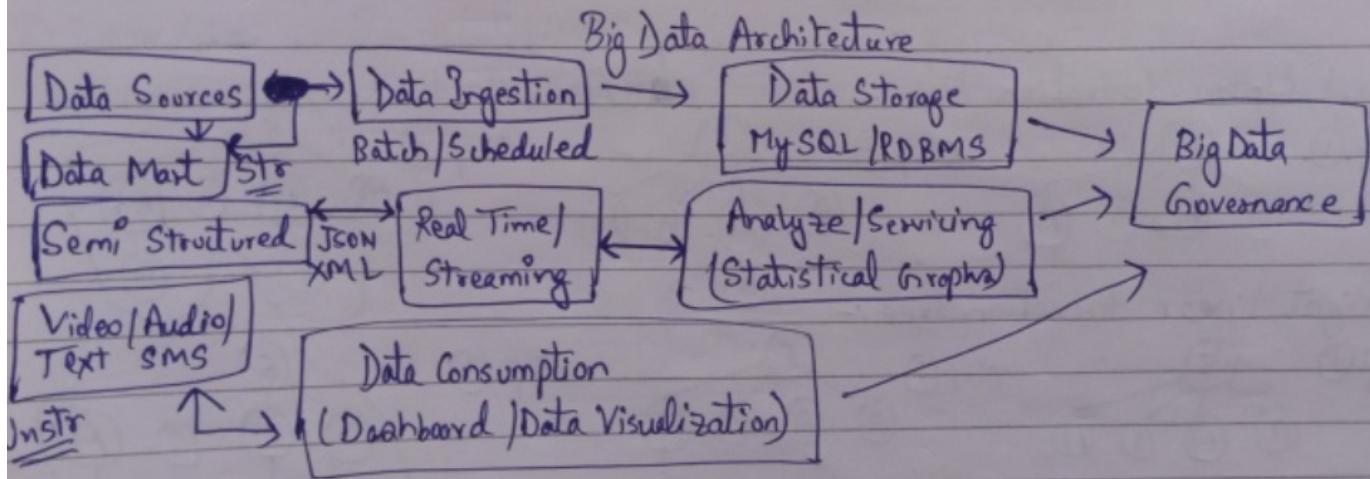 Big Data Architecture
Data Sources
Data Ingestion
Batch/Scheduled
Data Storage
MySQL/RDBMS
Big Data
Governance
Data Mart
Str
Semi Structured
JSON
XML
Real Time/
Streaming
Analyze/Servicing
(Statistical Graphs)
Video/Audio/
Text SMS
Unstr
Data Consumption
(Dashboard/Data Visualization)